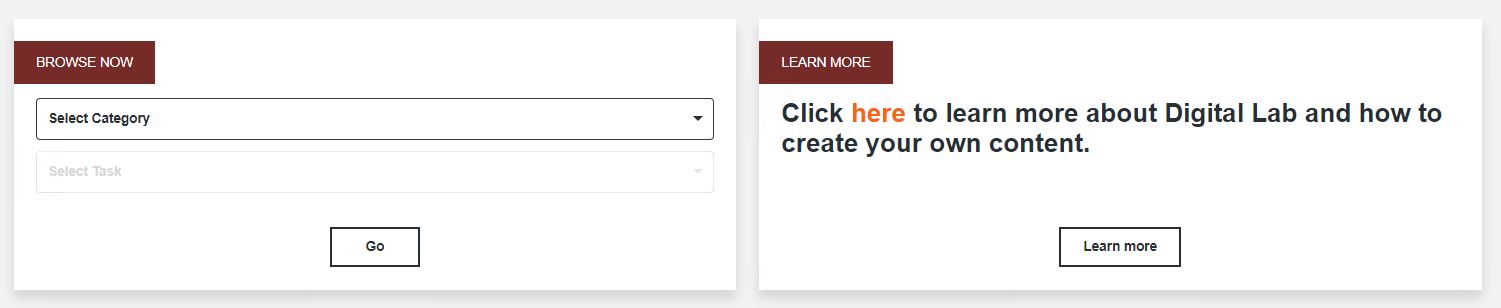 BROWSE NOW
Select Category
Select Task
Go
LEARN MORE
Click here to learn more about Digital Lab and how to
create your own content.
Learn more